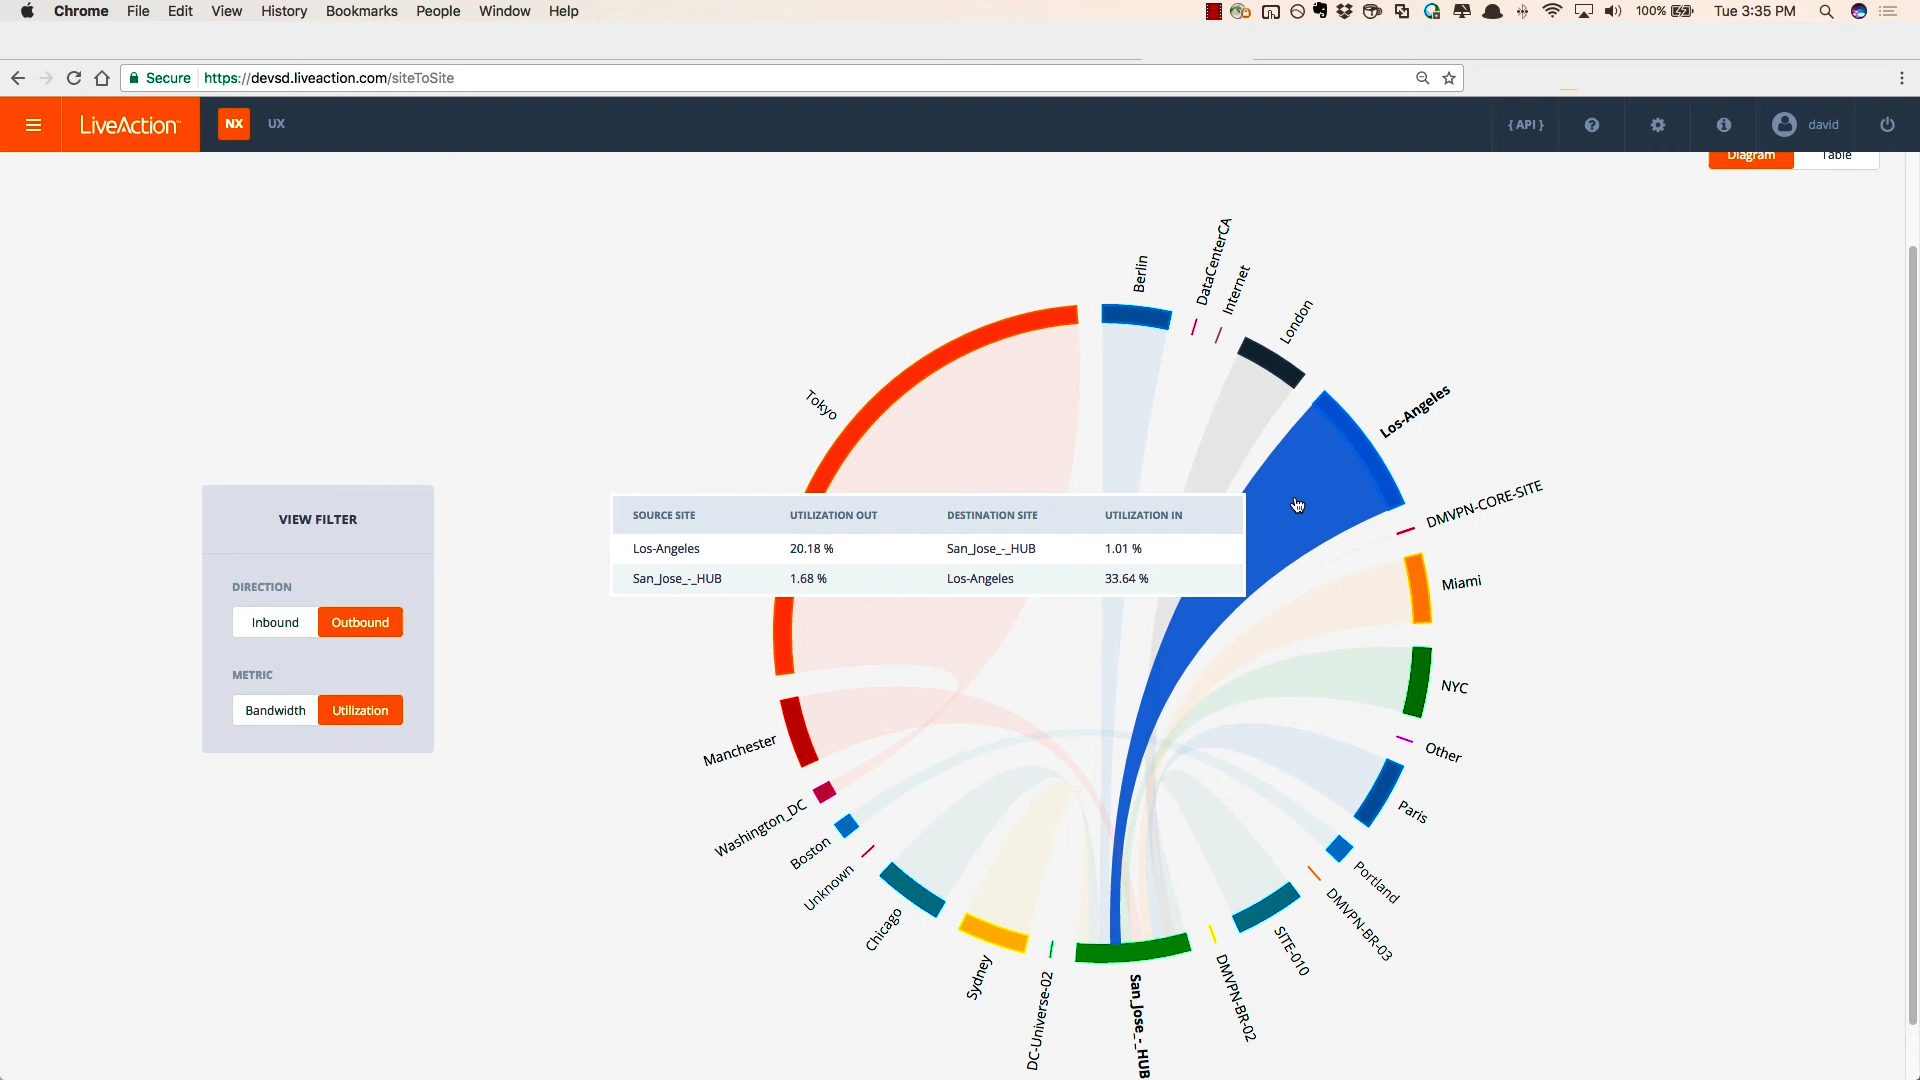 Chrome File Edit View History Bookmarks People Window Help 100% Tue 3:35 PM
Secure https://devsd.liveaction.com/siteToSite
LiveAction NX UX { API } david
Diagram Table
DataCenterCA
Berlin
Internet
London
Tokyo
Los-Angeles
DMVPN-CORE-SITE
VIEW FILTER
SOURCE SITE UTILIZATION OUT DESTINATION SITE UTILIZATION IN
Los-Angeles 20.18 % San_Jose_-_HUB 1.01 %
San_Jose_-_HUB 1.68 % Los-Angeles 33.64 %
Miami
DIRECTION
Inbound Outbound
METRIC
Bandwidth Utilization
NYC
Manchester
Other
Washington_DC
Paris
Boston
Portland
Unknown
DMVPN-BR-03
Chicago
SITE-010
Sydney
DMVPN-BR-02
DC-Universe-02
San_Jose_-_HUB